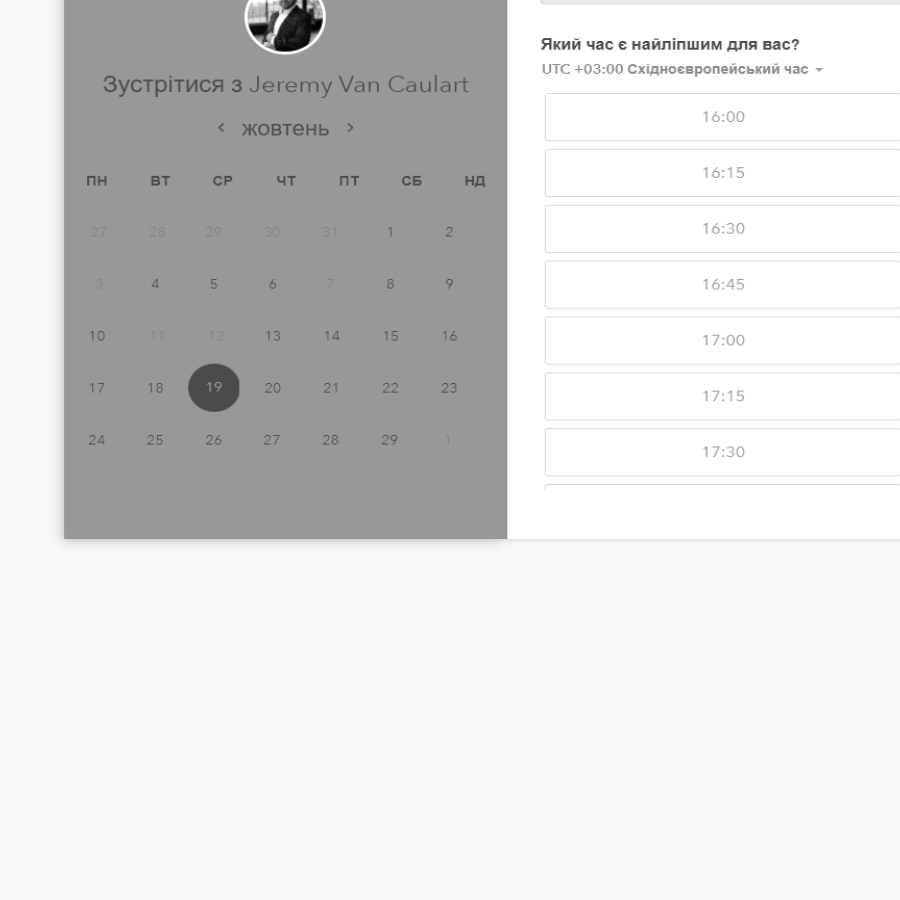 Зустрітися з Jeremy Van Caulart
жовтень
ПН ВТ СР ЧТ ПТ СБ НД
27 28 29 30 31 1 2
3 4 5 6 7 8 9
10 11 12 13 14 15 16
17 18 19 20 21 22 23
24 25 26 27 28 29 1
Який час є найліпшим для вас?
UTC +03:00 Східноєвропейський час
16:00
16:15
16:30
16:45
17:00
17:15
17:30